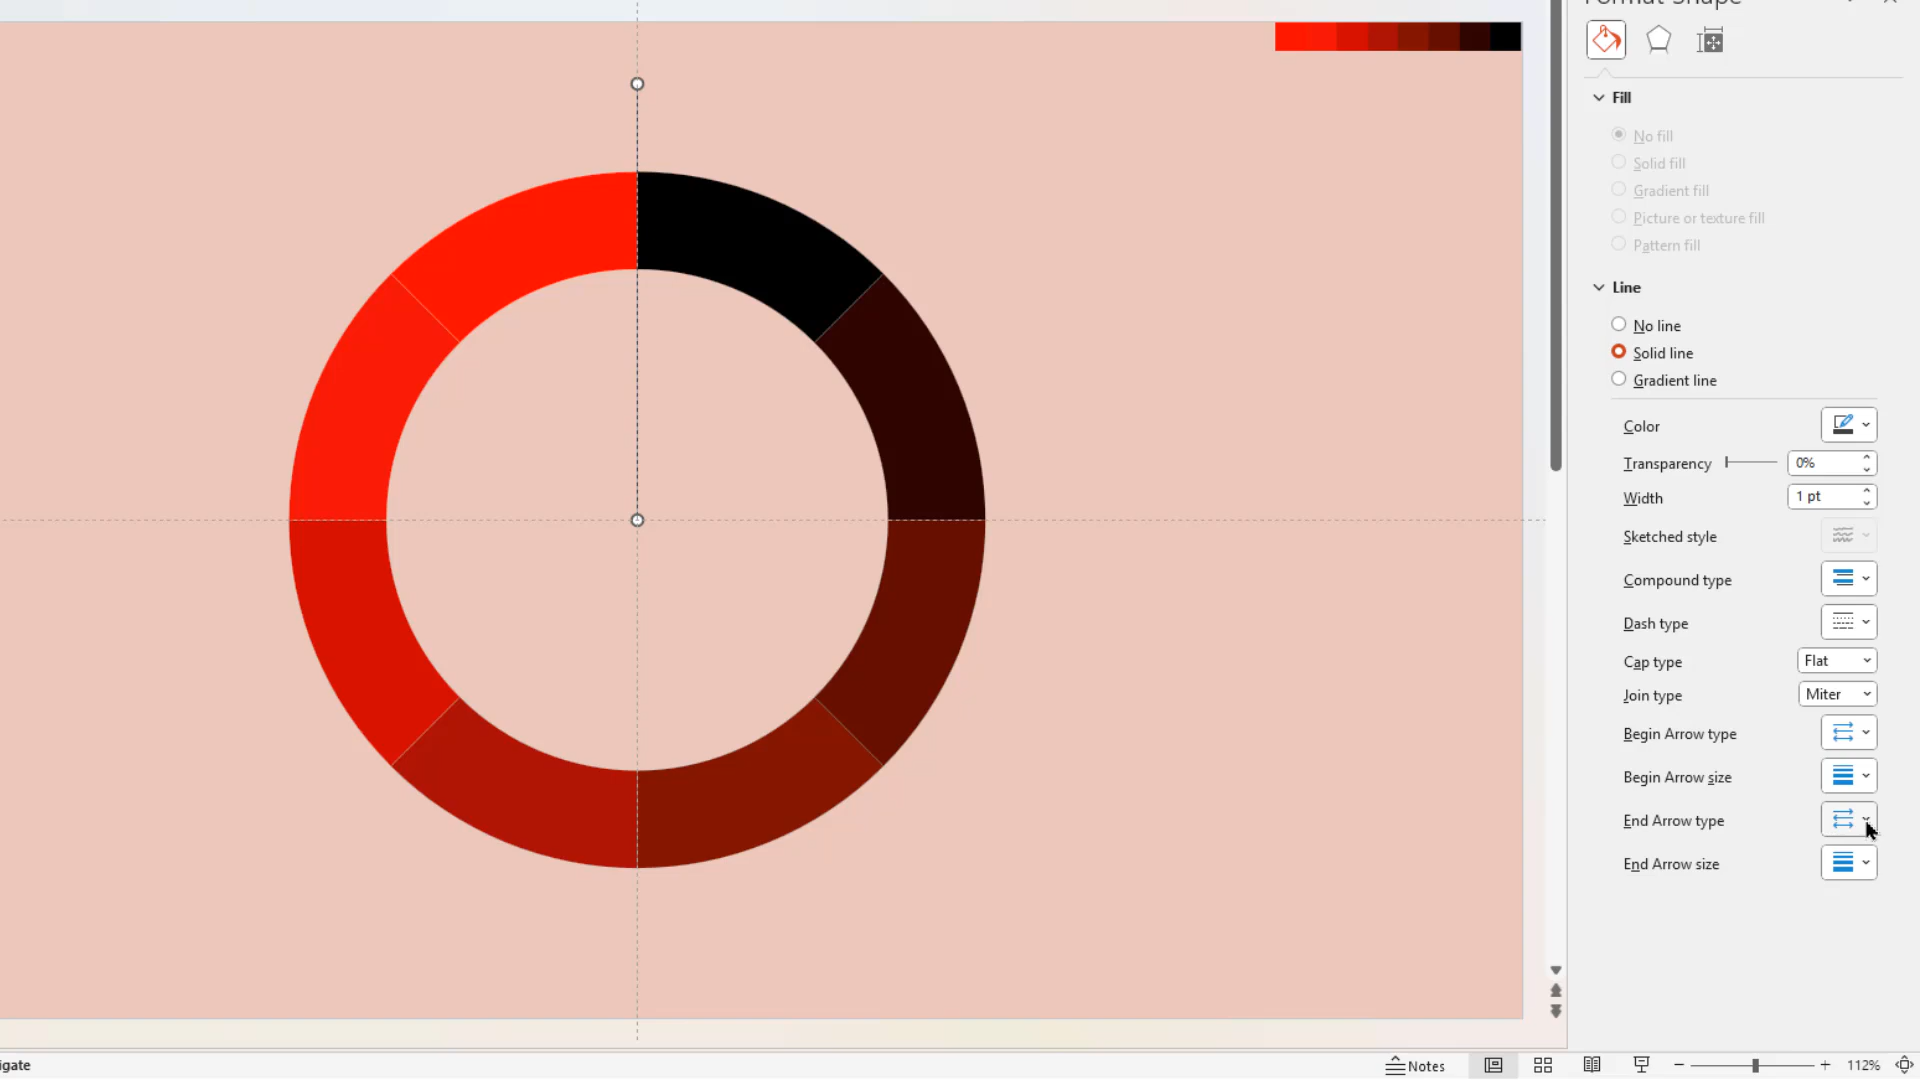 Format Shape
Fill
No fill
Solid fill
Gradient fill
Picture or texture fill
Pattern fill
Line
No line
Solid line
Gradient line
Color
Transparency 0%
Width 1 pt
Sketched style
Compound type
Dash type
Cap type Flat
Join type Miter
Begin Arrow type
Begin Arrow size
End Arrow type
End Arrow size
igate Notes 112%